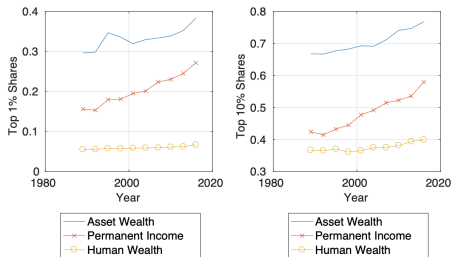 0.4
0.3
0.2
0.1
0
Top 1% Shares
1980
2000
2020
Year
Asset Wealth
Permanent Income
Human Wealth
0.8
0.7
0.6
0.5
0.4
0.3
Top 10% Shares
1980
2000
2020
Year
Asset Wealth
Permanent Income
Human Wealth